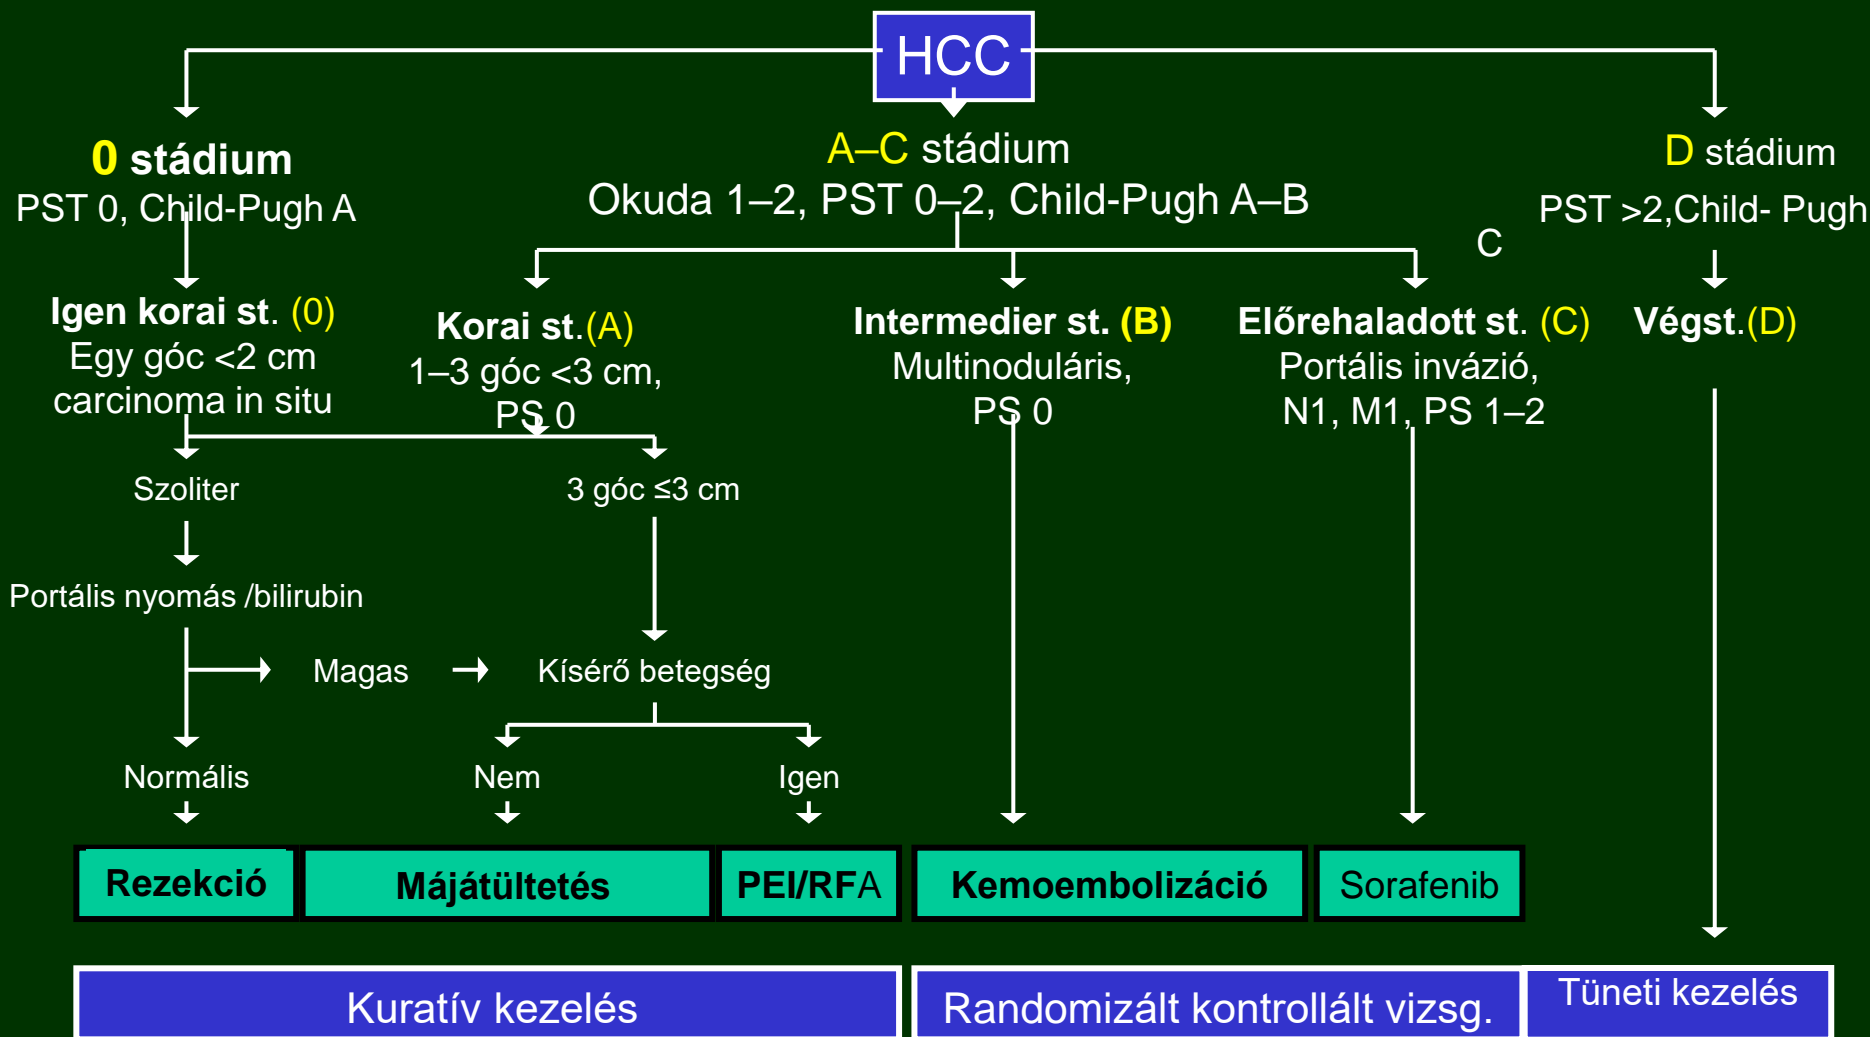 HCC
0 stádium
PST 0, Child-Pugh A
A–C stádium
Okuda 1–2, PST 0–2, Child-Pugh A–B
D stádium
PST >2,Child- Pugh
C
Igen korai st. (0)
Egy góc <2 cm
carcinoma in situ
Korai st.(A)
1–3 góc <3 cm,
PS 0
Intermedier st. (B)
Multinoduláris,
PS 0
Előrehaladott st. (C)
Portális invázió,
N1, M1, PS 1–2
Végst.(D)
Szoliter
3 góc ≤3 cm
Portális nyomás /bilirubin
Magas
Kísérő betegség
Normális
Nem
Igen
Rezekció
Májátültetés
PEI/RFA
Kemoembolizáció
Sorafenib
Kuratív kezelés
Randomizált kontrollált vizsg.
Tüneti kezelés